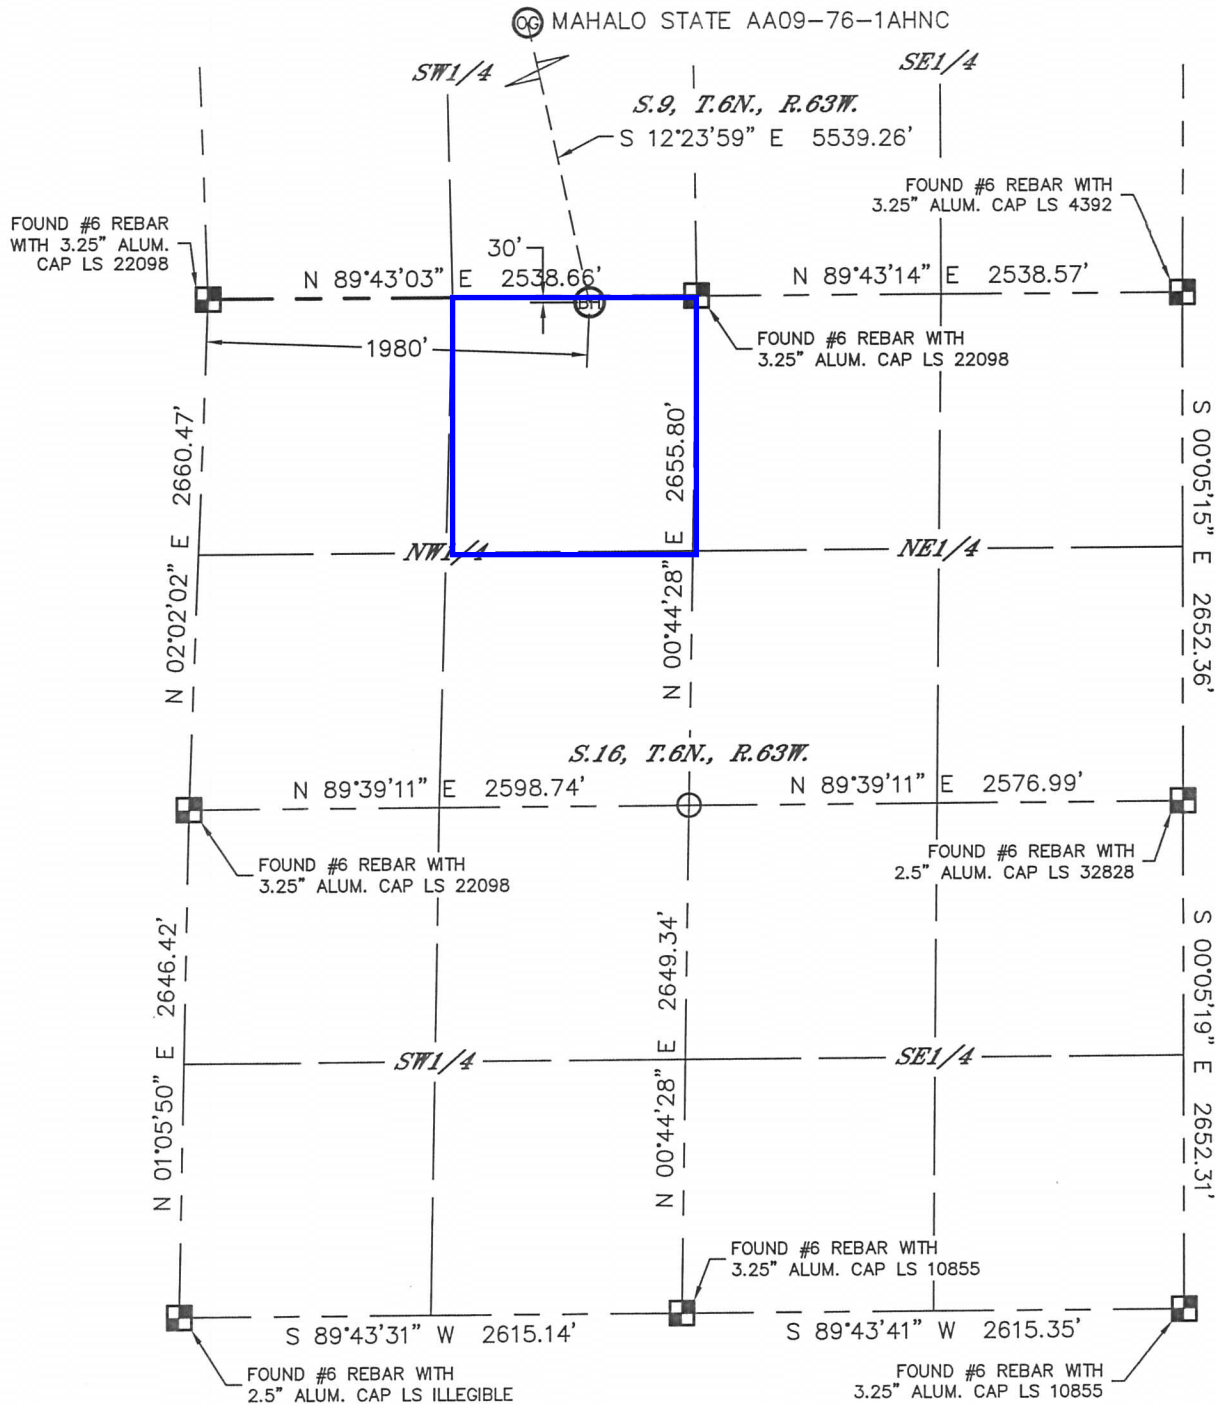 OG MAHALO STATE AA09-76-1AHNC
SW1/4
SE1/4
S.9, T.6N., R.63W.
S 12°23'59" E 5539.26'
FOUND #6 REBAR WITH
3.25" ALUM. CAP LS 4392
FOUND #6 REBAR
WITH 3.25" ALUM.
CAP LS 22098
30'
N 89°43'03" E 2538.66'
N 89°43'14" E 2538.57'
BH
FOUND #6 REBAR WITH
3.25" ALUM. CAP LS 22098
1980'
N 02°02'02" E 2660.47'
N 00°44'28" E 2655.80'
S 00°05'15" E 2652.36'
NW1/4
NE1/4
S.16, T.6N., R.63W.
N 89°39'11" E 2598.74'
N 89°39'11" E 2576.99'
FOUND #6 REBAR WITH
3.25" ALUM. CAP LS 22098
FOUND #6 REBAR WITH
2.5" ALUM. CAP LS 32828
N 01°05'50" E 2646.42'
N 00°44'28" E 2649.34'
S 00°05'19" E 2652.31'
SW1/4
SE1/4
FOUND #6 REBAR WITH
3.25" ALUM. CAP LS 10855
S 89°43'31" W 2615.14'
S 89°43'41" W 2615.35'
FOUND #6 REBAR WITH
2.5" ALUM. CAP LS ILLEGIBLE
FOUND #6 REBAR WITH
3.25" ALUM. CAP LS 10855